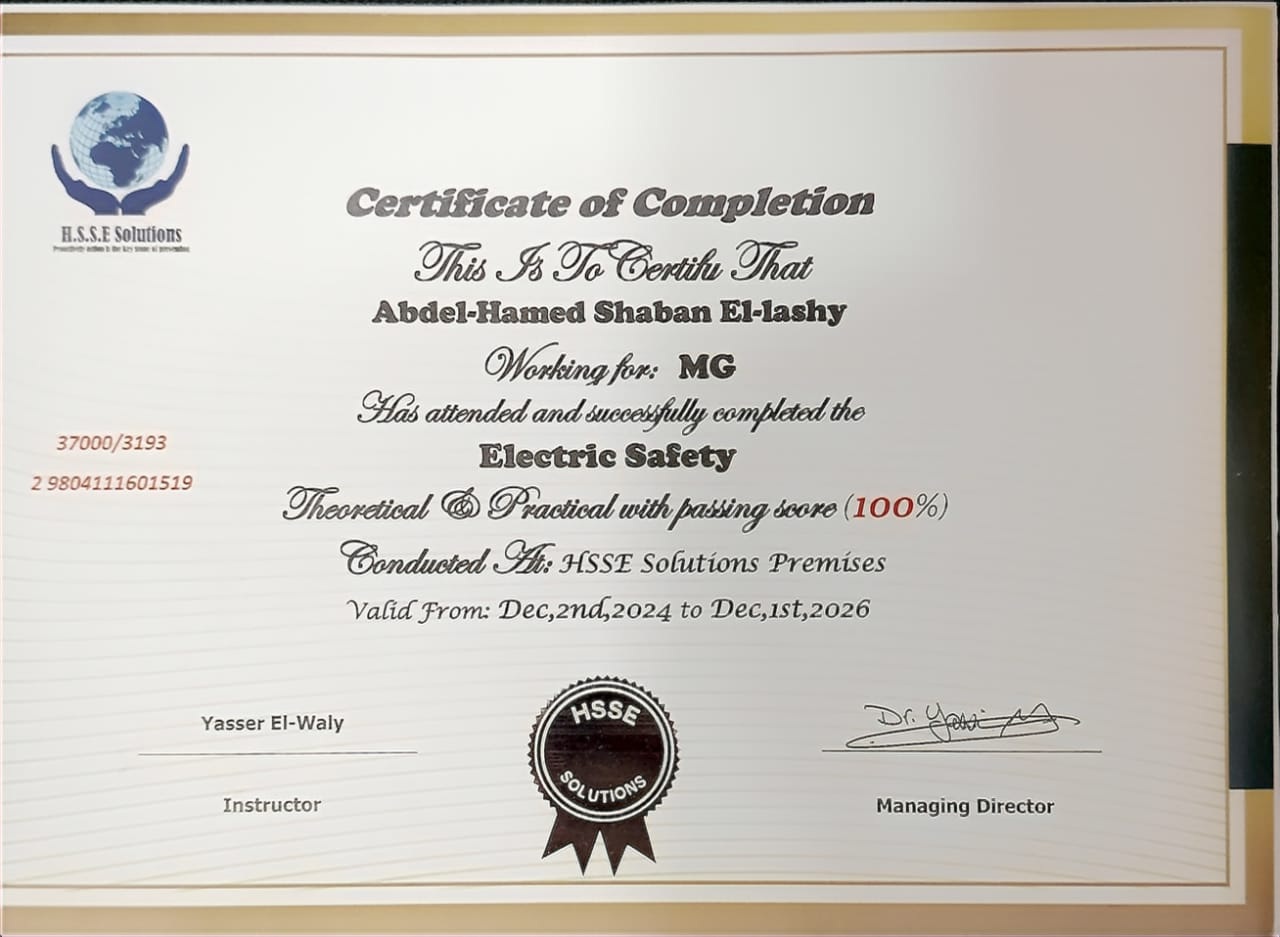 H.S.S.E Solutions
Certificate of Completion
This Is To Certifu That
Abdel-Hamed Shaban El-lashy
Working for: MG
Has attended and successfully completed the
37000/3193
Electric Safety
2 9804111601519
Theoretical & Practical with passing score (100%)
Conducted At: HSSE Solutions Premises
Valid From: Dec,2nd,2024 to Dec,1st,2026
HSSE
SOLUTIONS
Yasser El-Waly
Dr.
Instructor
Managing Director